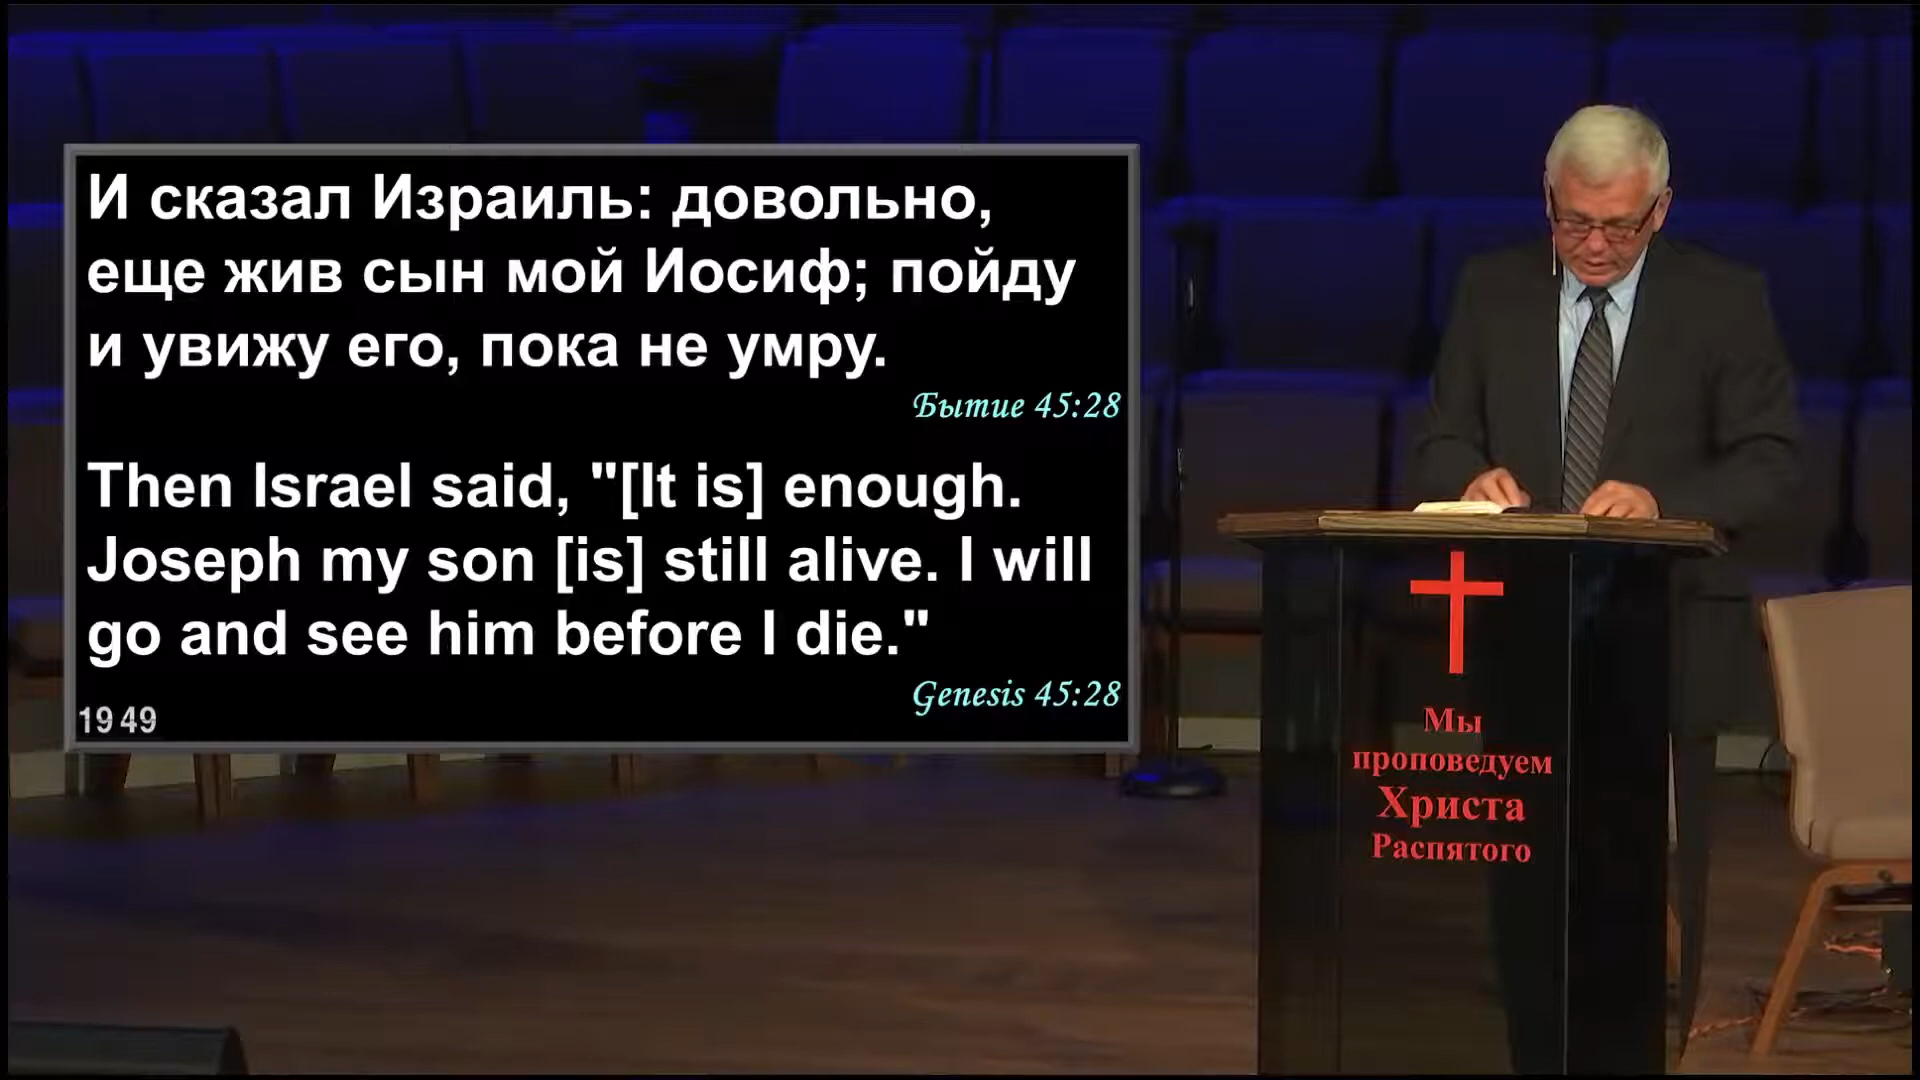 И сказал Израиль: довольно,
еще жив сын мой Иосиф; пойду
и увижу его, пока не умру.
Бытие 45:28
Then Israel said, "[It is] enough.
Joseph my son [is] still alive. I will
go and see him before I die."
Genesis 45:28
19 49
Мы
проповедуем
Христа
Распятого